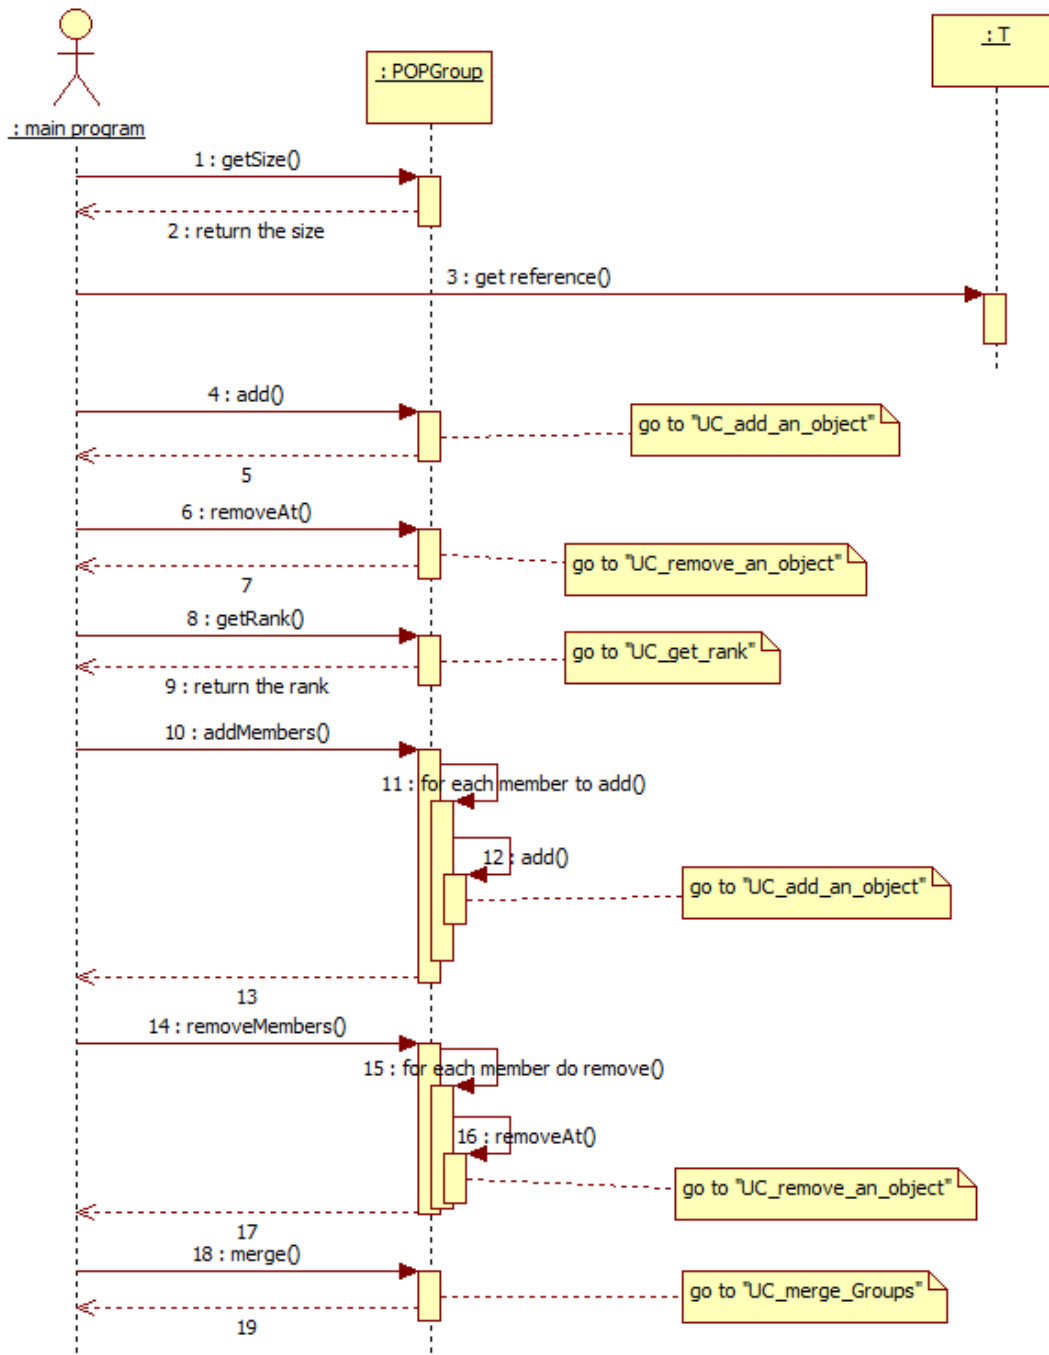 : T
: POPGroup
: main program
1 : getSize()
2 : return the size
3 : get reference()
4 : add()
go to "UC_add_an_object"
5
6 : removeAt()
go to "UC_remove_an_object"
7
8 : getRank()
go to "UC_get_rank"
9 : return the rank
10 : addMembers()
11 : for each member to add()
12 : add()
go to "UC_add_an_object"
13
14 : removeMembers()
15 : for each member do remove()
16 : removeAt()
go to "UC_remove_an_object"
17
18 : merge()
go to "UC_merge_Groups"
19